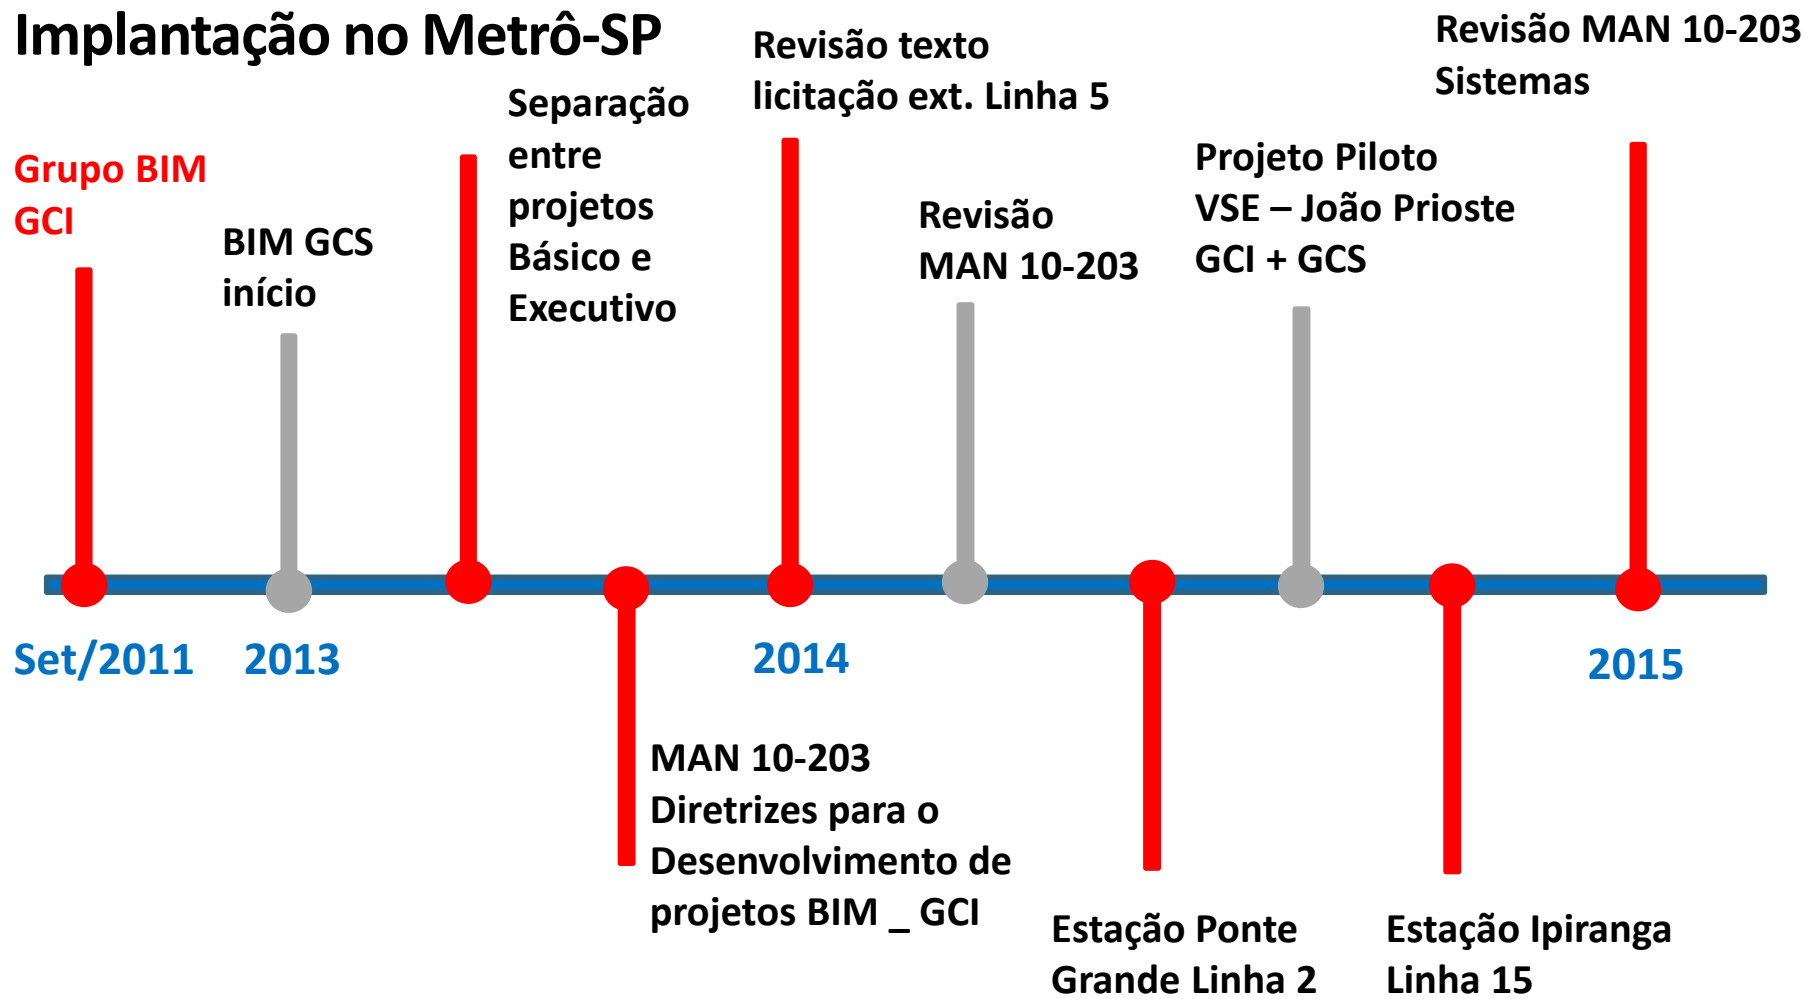 Implantação no Metrô-SP
Grupo BIM
GCI
BIM GCS
início
Separação
entre
projetos
Básico e
Executivo
Revisão texto
licitação ext. Linha 5
Revisão
MAN 10-203
Projeto Piloto
VSE – João Prioste
GCI + GCS
Revisão MAN 10-203
Sistemas
Set/2011
2013
2014
2015
MAN 10-203
Diretrizes para o
Desenvolvimento de
projetos BIM _ GCI
Estação Ponte
Grande Linha 2
Estação Ipiranga
Linha 15